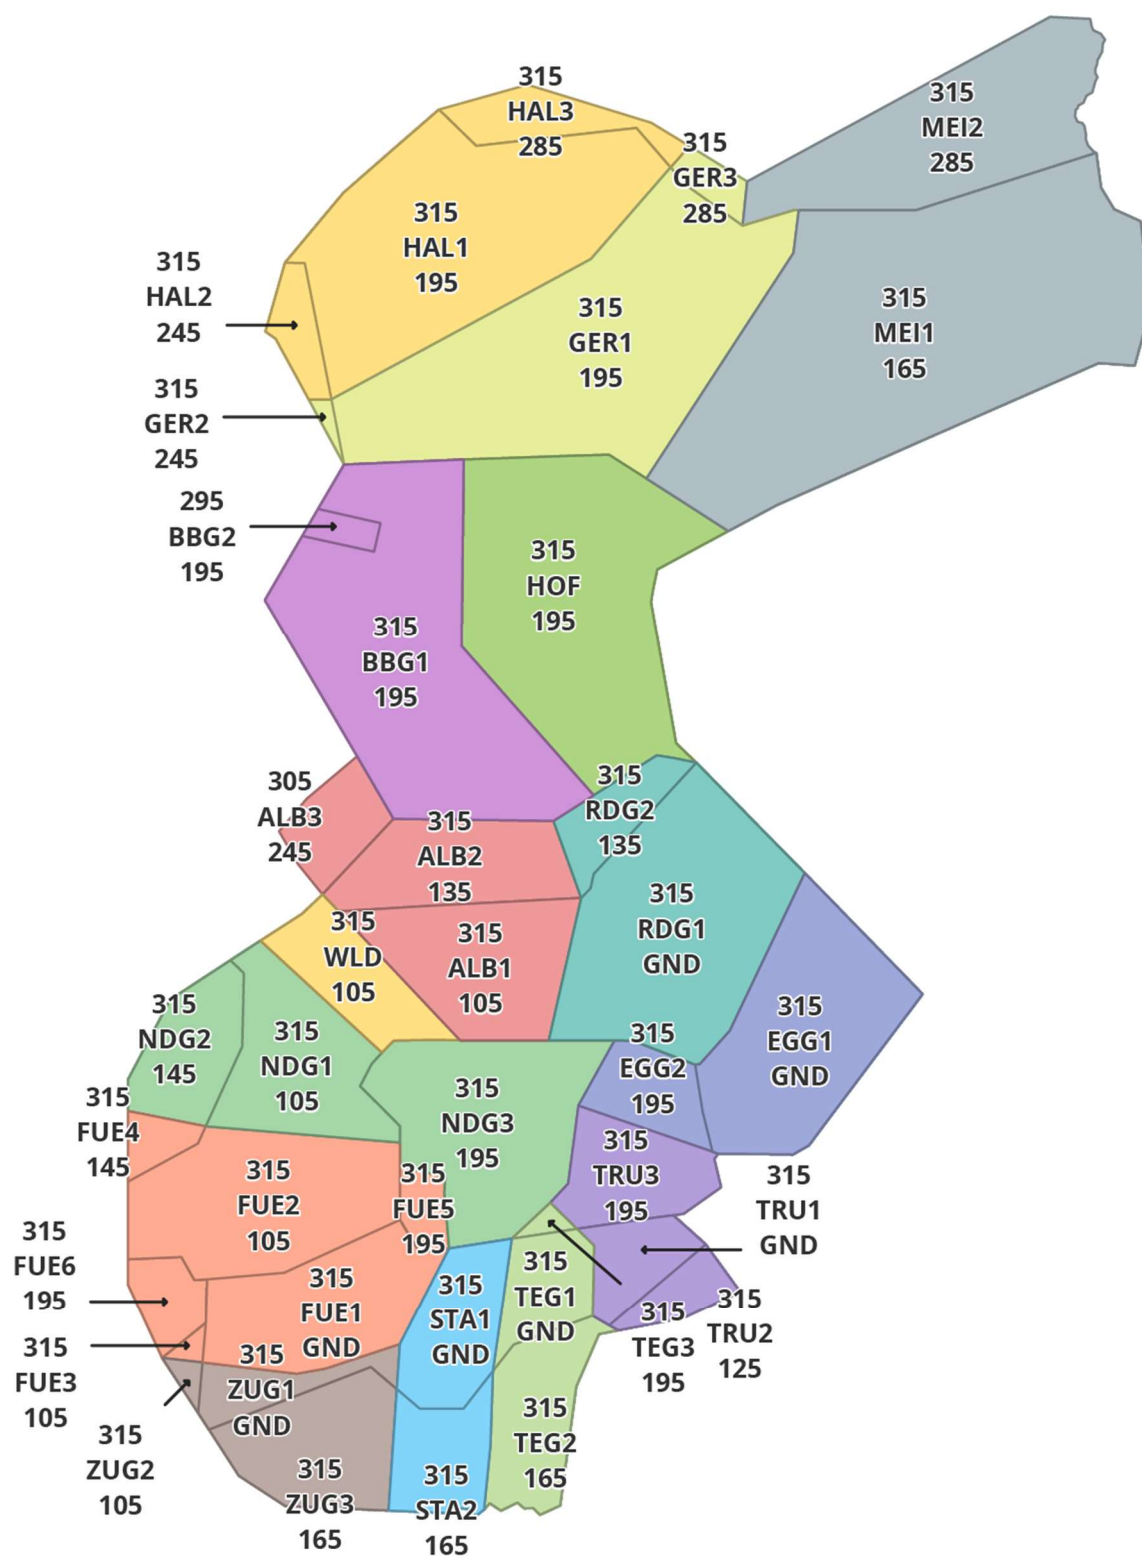 315
HAL3
285
315
MEI2
285
315
GER3
285
315
HAL1
195
315
HAL2
245
315
GER1
195
315
MEI1
165
315
GER2
245
295
BBG2
195
315
HOF
195
315
BBG1
195
305
ALB3
245
315
RDG2
135
315
ALB2
135
315
RDG1
GND
315
WLD
105
315
ALB1
105
315
NDG2
145
315
NDG1
105
315
EGG1
GND
315
EGG2
195
315
NDG3
195
315
FUE4
145
315
TRU3
195
315
TRU1
GND
315
FUE2
105
315
FUE5
195
315
FUE6
195
315
TEG1
GND
315
FUE1
GND
315
STA1
GND
315
TEG3
195
315
TRU2
125
315
FUE3
105
315
ZUG1
GND
315
ZUG2
105
315
TEG2
165
315
ZUG3
165
315
STA2
165